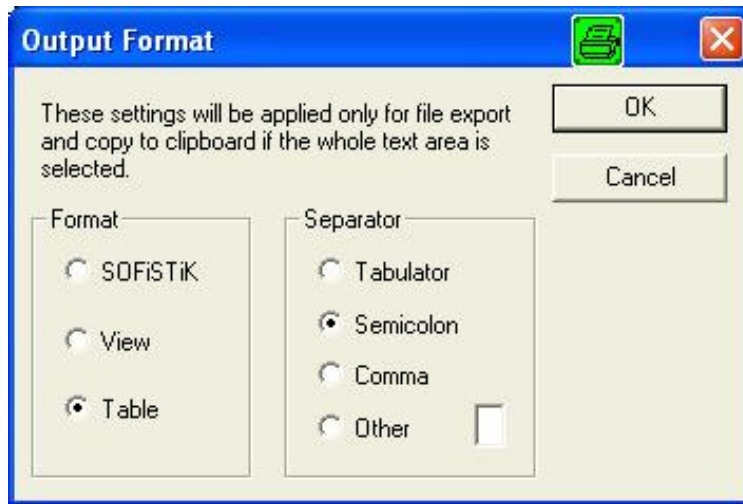 Output Format
These settings will be applied only for file export
and copy to clipboard if the whole text area is
selected.
OK
Cancel
Format
SOFiSTiK
View
Table
Separator
Tabulator
Semicolon
Comma
Other